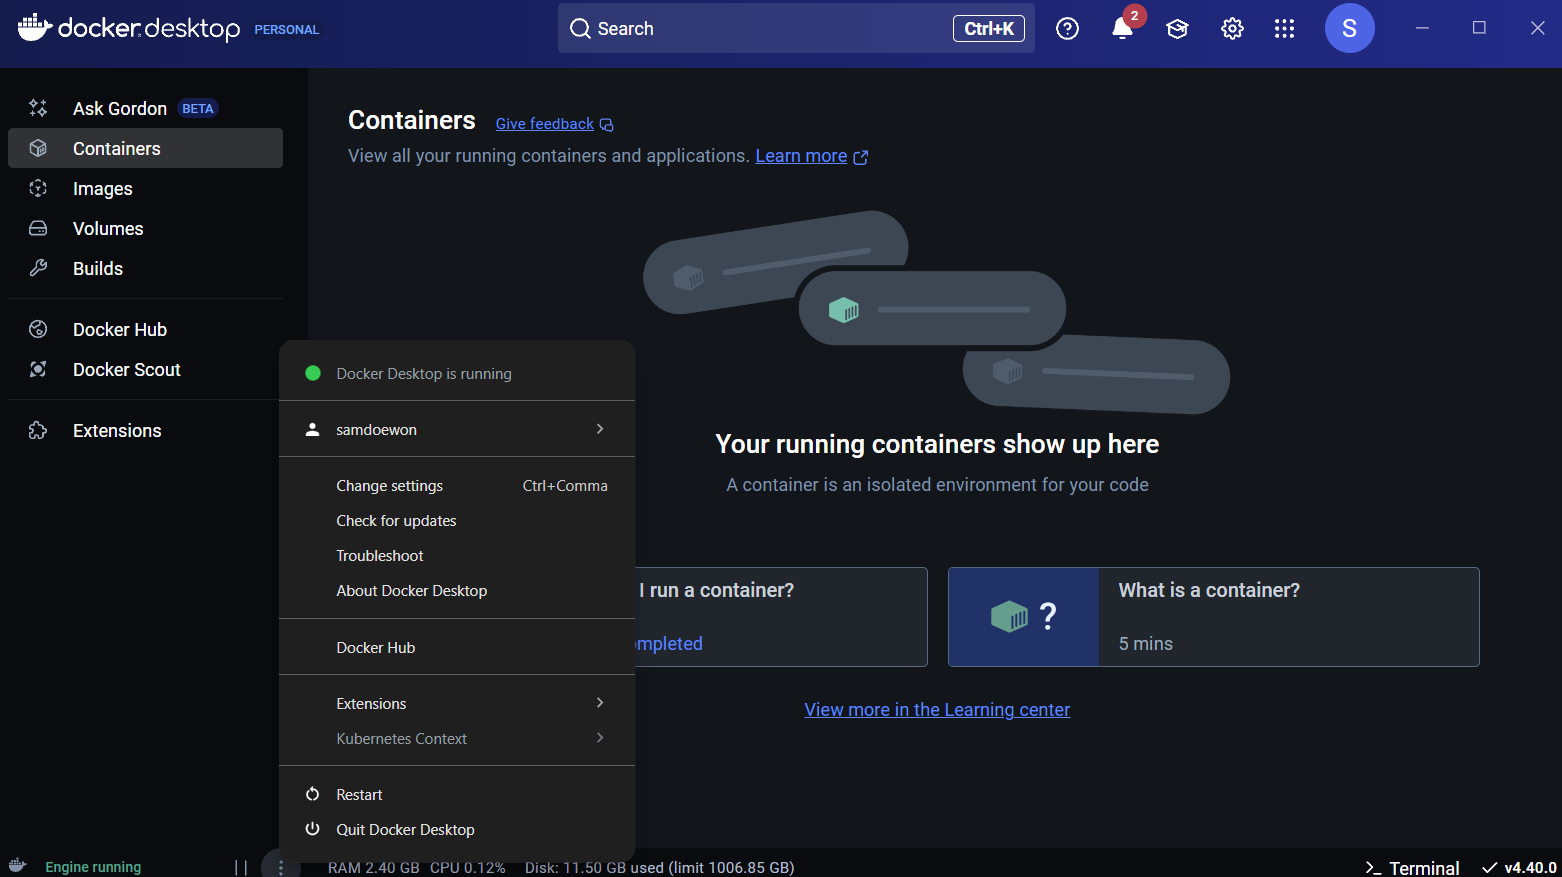 docker desktop PERSONAL
Search Ctrl+K
2
S
Ask Gordon BETA
Containers
Images
Volumes
Builds
Docker Hub
Docker Scout
Extensions
Containers Give feedback
View all your running containers and applications. Learn more
Your running containers show up here
A container is an isolated environment for your code
I run a container?
mpleted
?
What is a container?
5 mins
View more in the Learning center
Docker Desktop is running
samdoewon
Change settings Ctrl+Comma
Check for updates
Troubleshoot
About Docker Desktop
Docker Hub
Extensions
Kubernetes Context
Restart
Quit Docker Desktop
Engine running
RAM 2.40 GB CPU 0.12% Disk: 11.50 GB used (limit 1006.85 GB)
>_ Terminal
v4.40.0